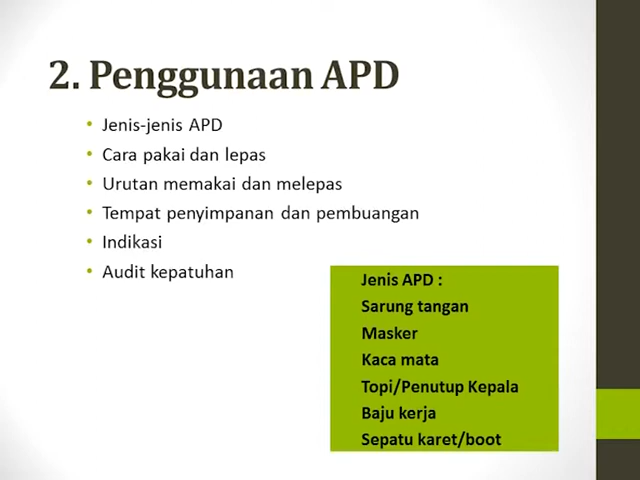 2. Penggunaan APD
• Jenis-jenis APD
• Cara pakai dan lepas
• Urutan memakai dan melepas
• Tempat penyimpanan dan pembuangan
• Indikasi
• Audit kepatuhan
Jenis APD :
Sarung tangan
Masker
Kaca mata
Topi/Penutup Kepala
Baju kerja
Sepatu karet/boot